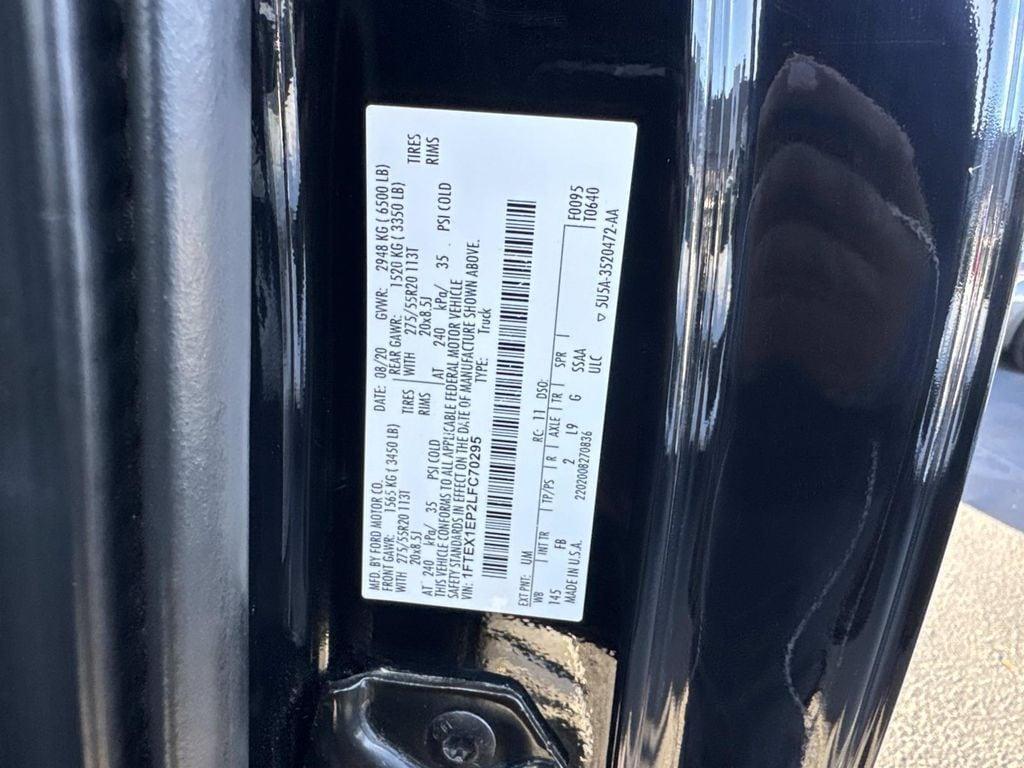 MFD. BY FORD MOTOR CO. DATE: 08/20 GVWR: 2948 KG ( 6500 LB)
FRONT GAWR: 1565 KG ( 3450 LB) REAR GAWR: 1520 KG ( 3350 LB)
WITH 275/55R20 113T TIRES WITH 275/55R20 113T TIRES
20x8.5J RIMS 20x8.5J RIMS
AT 240 kPa/ 35 PSI COLD AT 240 kPa/ 35 . PSI COLD
THIS VEHICLE CONFORMS TO ALL APPLICABLE FEDERAL MOTOR VEHICLE
SAFETY STANDARDS IN EFFECT ON THE DATE OF MANUFACTURE SHOWN ABOVE.
VIN: 1FTEX1EP2LFC70295 TYPE: Truck
EXT PNT: UM RC: 11 DSO: F0095
WB INT TR TP/PS R AXLE TR SPR T0640
145 FB 2 L9 G SSAA
MADE IN U.S.A. 2202008270836 ULC ▽ 5U5A-3520472-AA